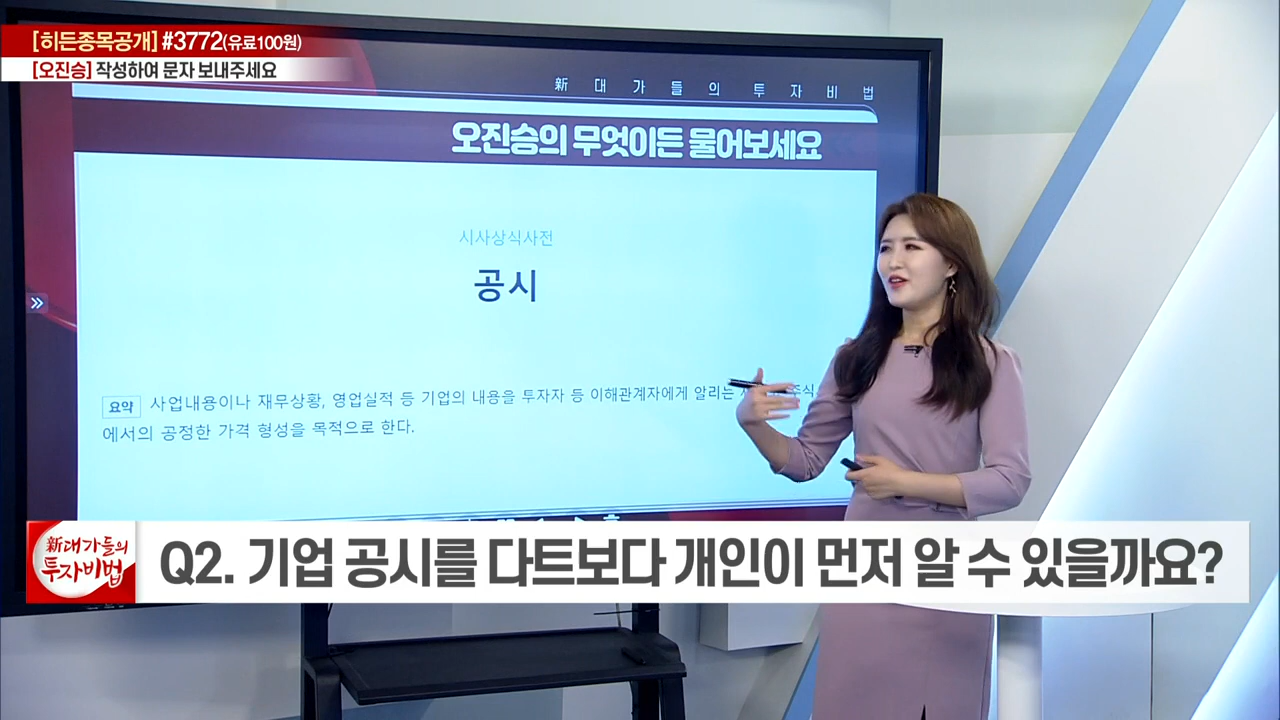 [히든종목공개] #3772(유료100원)
[오진승] 작성하여 문자 보내주세요
新 대 가 들 의 투 자 비 법
오진승의 무엇이든 물어보세요
시사상식사전
공시
요약 사업내용이나 재무상황, 영업실적 등 기업의 내용을 투자자 등 이해관계자에게 알리는 주식
에서의 공정한 가격 형성을 목적으로 한다.
新대가들의
투자비법
Q2. 기업 공시를 다트보다 개인이 먼저 알 수 있을까요?